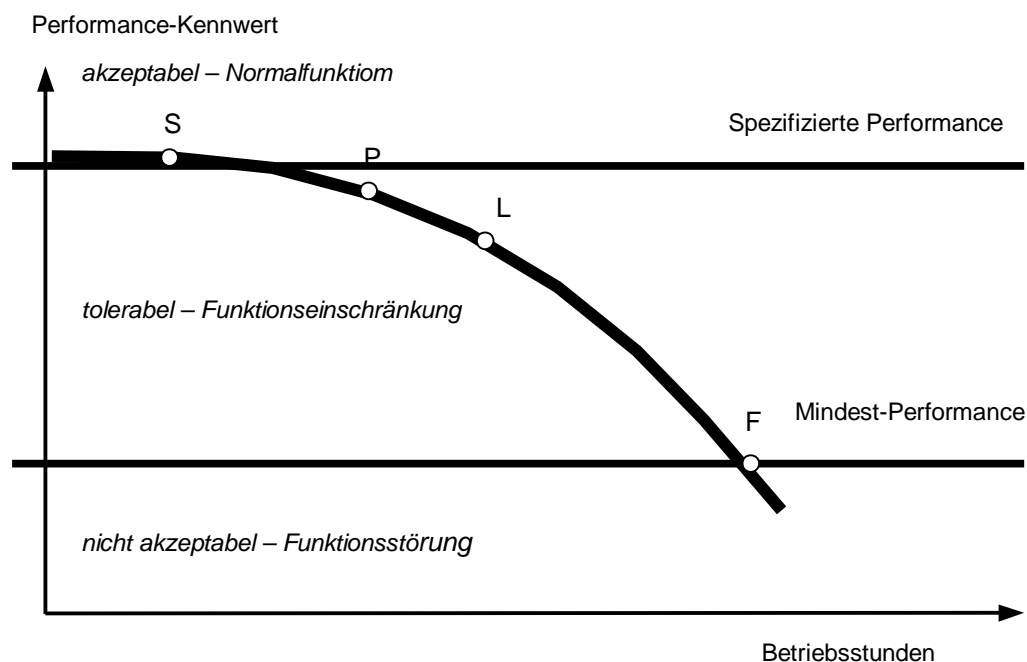 Performance-Kennwert
akzeptabel – Normalfunktiom
S
Spezifizierte Performance
P
L
tolerabel – Funktionseinschränkung
Mindest-Performance
F
nicht akzeptabel – Funktionsstörung
Betriebsstunden